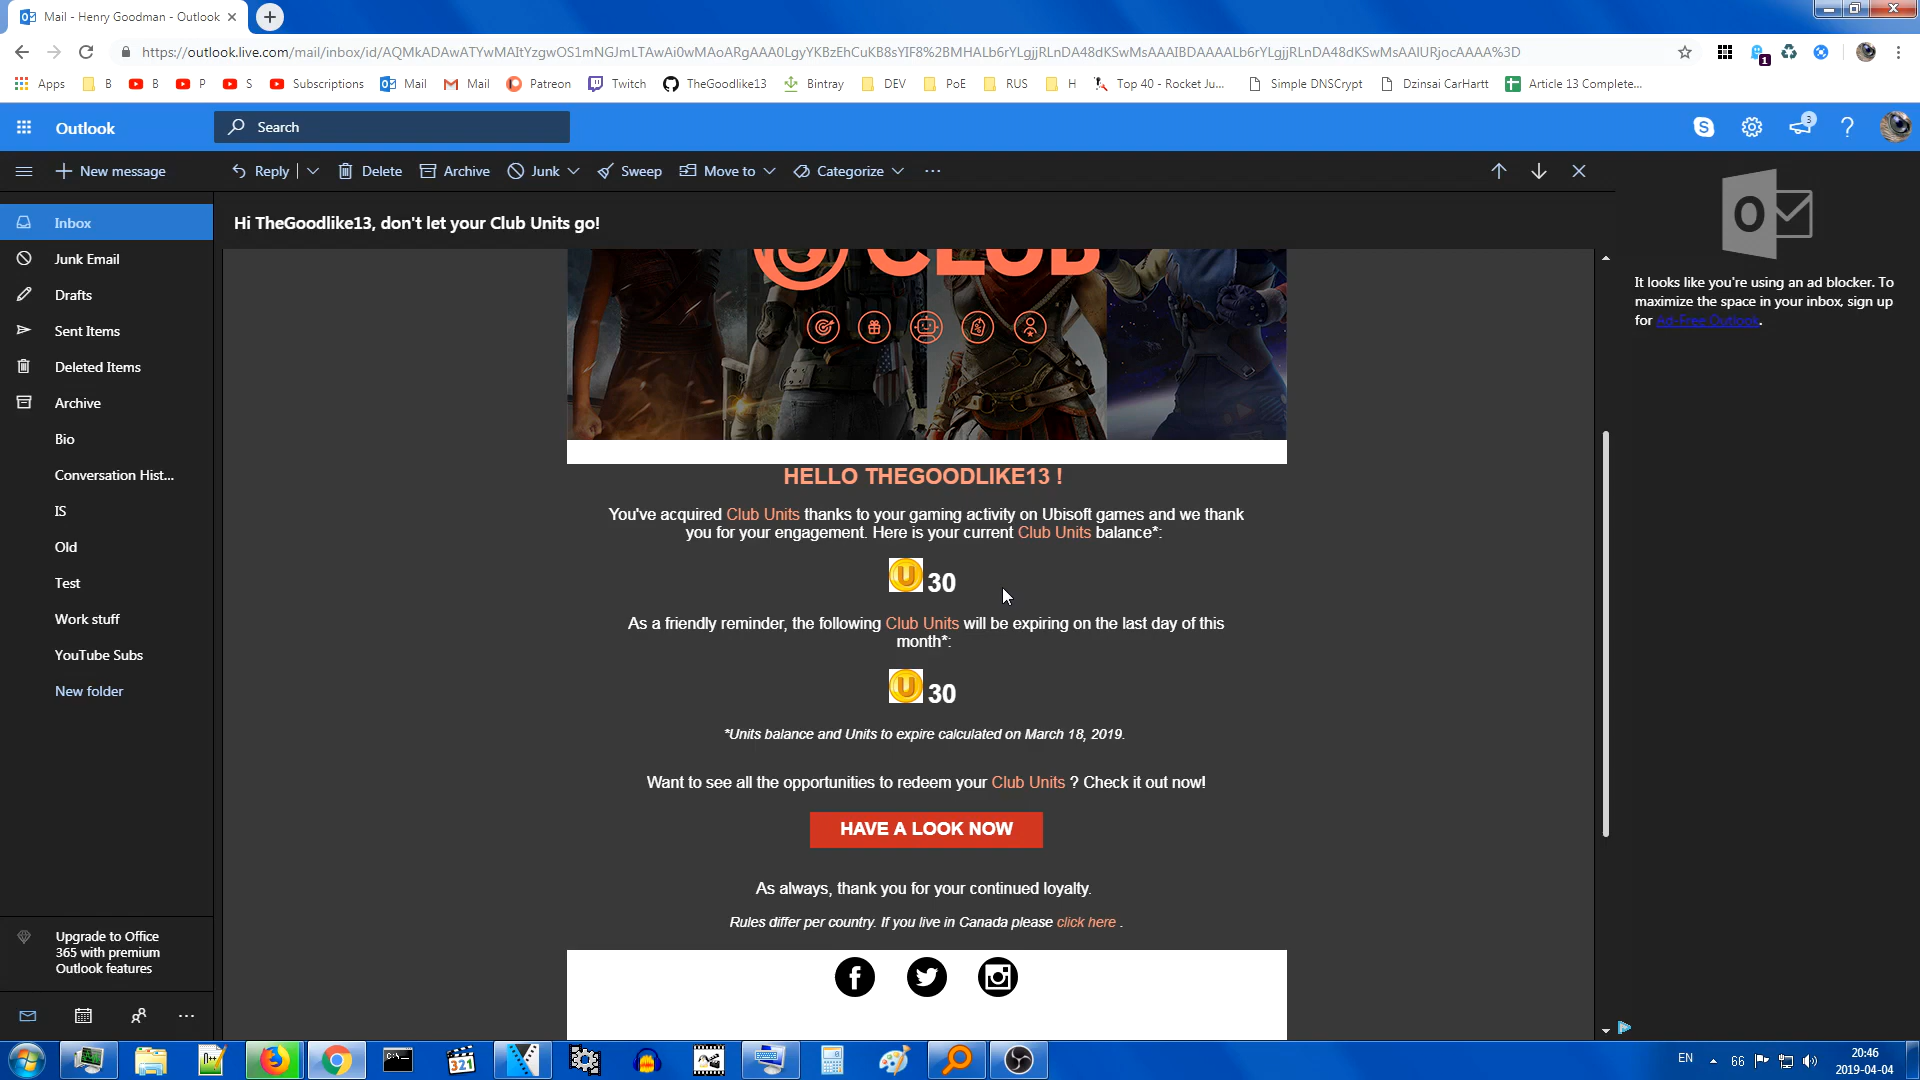 Mail - Henry Goodman - Outlook
https://outlook.live.com/mail/inbox/id/AQMkADAwATYwMAItYzgwOS1mNGJmLTAwAi0wMAoARgAAA0LgyYKBzEhCuKB8sYIF8%2BMHALb6rYLgjjRLnDA48dKSwMsAAAIBDAAAALb6rYLgjjRLnDA48dKSwMsAAlURjocAAAA%3D
1
Apps B B P S Subscriptions Mail Mail Patreon Twitch TheGoodlike13 Bintray DEV PoE RUS H Top 40 - Rocket Ju... Simple DNSCrypt Dzinsai CarHartt Article 13 Complete...
Outlook
Search
3
New message
Reply Delete Archive Junk Sweep Move to Categorize
Inbox
Junk Email
Drafts
Sent Items
Deleted Items
Archive
Bio
Conversation Hist...
IS
Old
Test
Work stuff
YouTube Subs
New folder
Upgrade to Office
365 with premium
Outlook features
Hi TheGoodlike13, don't let your Club Units go!
CLUB
HELLO THEGOODLIKE13 !
You've acquired Club Units thanks to your gaming activity on Ubisoft games and we thank
you for your engagement. Here is your current Club Units balance*:
30
As a friendly reminder, the following Club Units will be expiring on the last day of this
month*:
30
*Units balance and Units to expire calculated on March 18, 2019.
Want to see all the opportunities to redeem your Club Units ? Check it out now!
HAVE A LOOK NOW
As always, thank you for your continued loyalty.
Rules differ per country. If you live in Canada please click here .
It looks like you're using an ad blocker. To
maximize the space in your inbox, sign up
for Ad-Free Outlook.
EN
66
20:46
2019-04-04